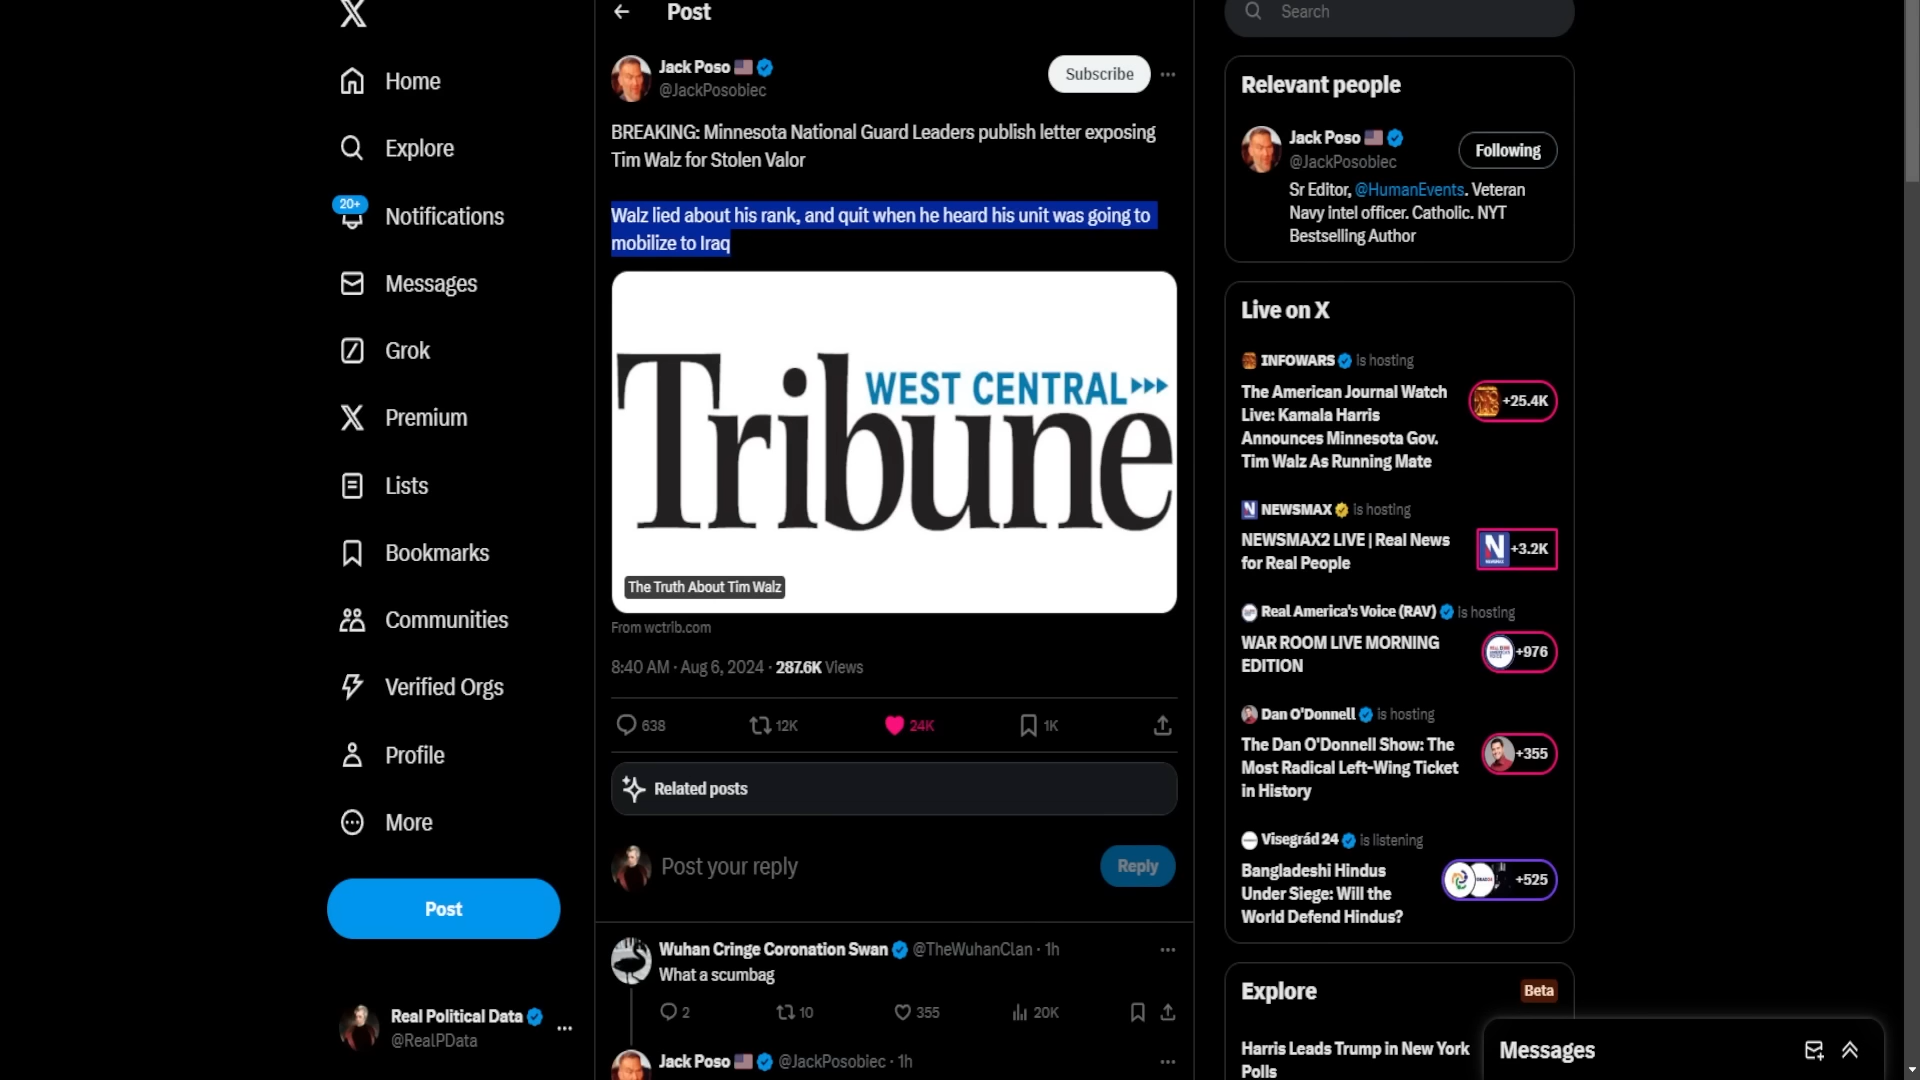 Home
Explore
20+
Notifications
Messages
Grok
Premium
Lists
Bookmarks
Communities
Verified Orgs
Profile
More
Post
Real Political Data
@RealPData
Post
Jack Poso
@JackPosobiec
Subscribe
BREAKING: Minnesota National Guard Leaders publish letter exposing
Tim Walz for Stolen Valor
Walz lied about his rank, and quit when he heard his unit was going to
mobilize to Iraq
WEST CENTRAL
Tribune
The Truth About Tim Walz
From wctrib.com
8:40 AM · Aug 6, 2024 · 287.6K Views
638 12K 24K 1K
Related posts
Post your reply
Reply
Wuhan Cringe Coronation Swan @TheWuhanClan · 1h
What a scumbag
2 10 355 20K
Jack Poso @JackPosobiec · 1h
Search
Relevant people
Jack Poso
@JackPosobiec
Following
Sr Editor, @HumanEvents. Veteran
Navy intel officer. Catholic. NYT
Bestselling Author
Live on X
INFOWARS is hosting
The American Journal Watch
Live: Kamala Harris
Announces Minnesota Gov.
Tim Walz As Running Mate
+25.4K
NEWSMAX is hosting
NEWSMAX2 LIVE | Real News
for Real People
+3.2K
Real America's Voice (RAV) is hosting
WAR ROOM LIVE MORNING
EDITION
+976
Dan O'Donnell is hosting
The Dan O'Donnell Show: The
Most Radical Left-Wing Ticket
in History
+355
Visegrád 24 is listening
Bangladeshi Hindus
Under Siege: Will the
World Defend Hindus?
+525
Explore
Beta
Harris Leads Trump in New York
Polls
Messages